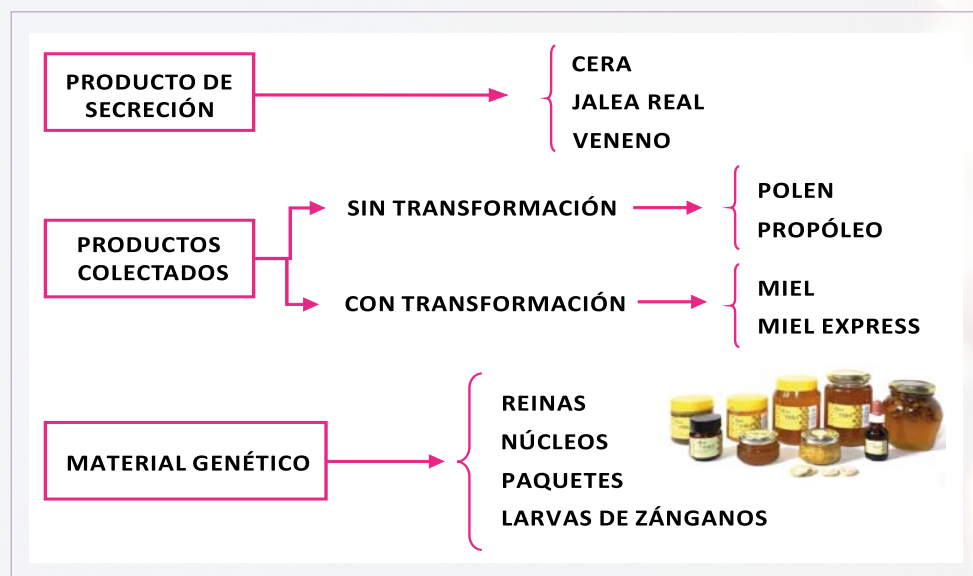 PRODUCTO DE
SECRECIÓN
CERA
JALEA REAL
VENENO
PRODUCTOS
COLECTADOS
SIN TRANSFORMACIÓN
POLEN
PROPÓLEO
CON TRANSFORMACIÓN
MIEL
MIEL EXPRESS
MATERIAL GENÉTICO
REINAS
NÚCLEOS
PAQUETES
LARVAS DE ZÁNGANOS